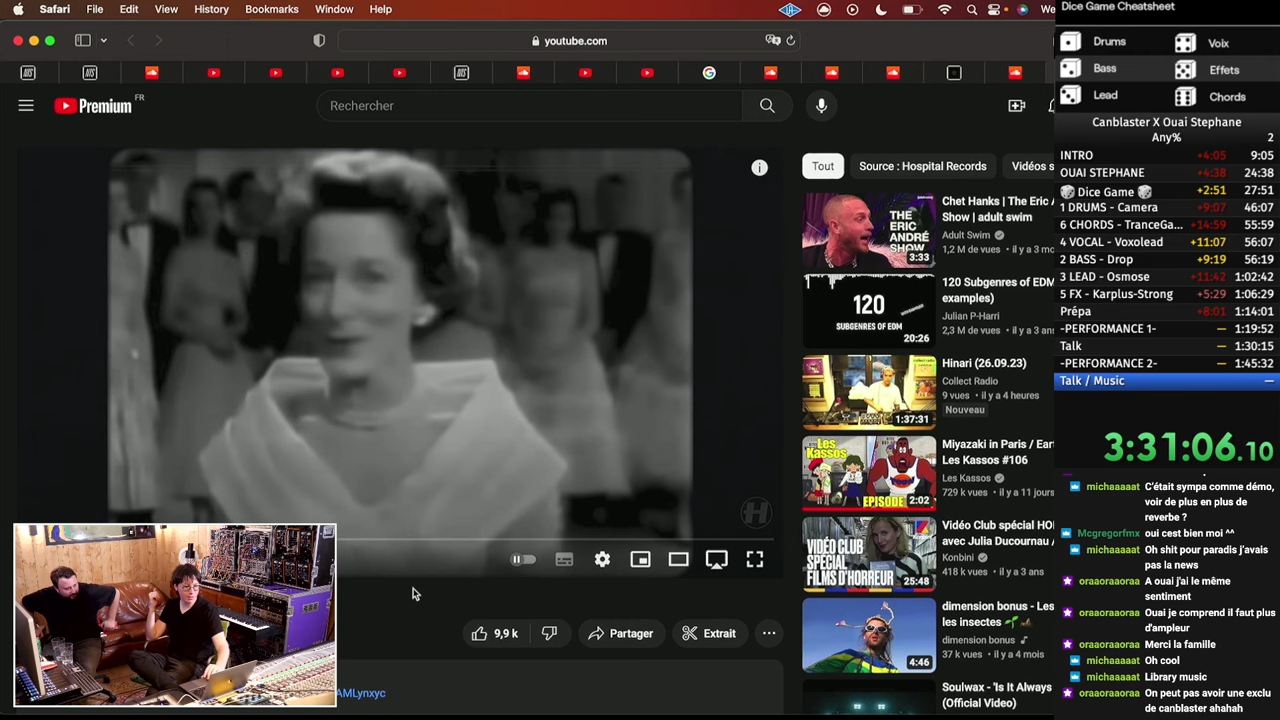 Safari File Edit View History Bookmarks Window Help
youtube.com
Premium FR
Rechercher
Tout
Source : Hospital Records
Vidéos s
Chet Hanks | The Eric A
Show | adult swim
Adult Swim
1,2 M de vues • il y a 3 mo
THE
ERIC
ANDRÉ
SHOW
3:33
120 Subgenres of EDM
examples)
Julian P-Harri
2,3 M de vues • il y a 3 ans
120
SUBGENRES OF EDM
20:26
Hinari (26.09.23)
Collect Radio
9 vues • il y a 4 heures
Nouveau
1:37:31
Miyazaki in Paris / Eart
Les Kassos #106
Les Kassos
729 k vues • il y a 11 jours
Les
Kassos
EPISODE
2:02
Vidéo Club spécial HOR
avec Julia Ducournau /
Konbini
418 k vues • il y a 3 ans
VIDÉO CLUB
SPÉCIAL
FILMS D'HORREUR
25:48
dimension bonus - Les
les insectes
dimension bonus
37 k vues • il y a 4 mois
4:46
Soulwax - 'Is It Always
(Official Video)
H
9,9 k
Partager
Extrait
AMLynxyc
Dice Game Cheatsheet
Drums
Voix
Bass
Effets
Lead
Chords
Canblaster X Ouai Stephane
Any% 2
INTRO +4:05 9:05
OUAI STEPHANE +4:38 24:38
Dice Game +2:51 27:51
1 DRUMS - Camera +9:07 46:07
6 CHORDS - TranceGa... +14:59 55:59
4 VOCAL - Voxolead +11:07 56:07
2 BASS - Drop +9:19 56:19
3 LEAD - Osmose +11:42 1:02:42
5 FX - Karplus-Strong +5:29 1:06:29
Prépa +8:01 1:14:01
-PERFORMANCE 1- — 1:19:52
Talk — 1:30:15
-PERFORMANCE 2- — 1:45:32
Talk / Music —
3:31:06.10
michaaaaat C'était sympa comme démo,
voir de plus en plus de
reverbe ?
Mcgregorfmx oui cest bien moi ^^
michaaaaat Oh shit pour parais j'avais
pas la news
oraaoraaoraa A ouai j'ai le même
sentiment
oraaoraaoraa Ouai je comprend il faut plus
d'ampleur
oraaoraaoraa Merci la famille
michaaaaat Oh cool
michaaaaat Library music
oraaoraaoraa On peut pas avoir une exclu
de canblaster ahahah